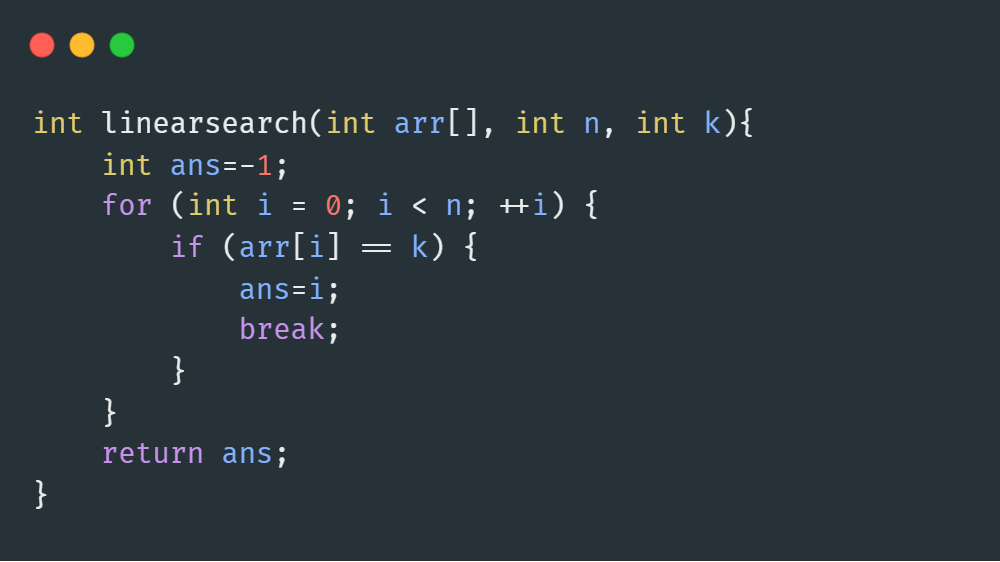 int linearsearch(int arr[], int n, int k){
    int ans=-1;
    for (int i = 0; i < n; ++i) {
        if (arr[i] == k) {
            ans=i;
            break;
        }
    }
    return ans;
}